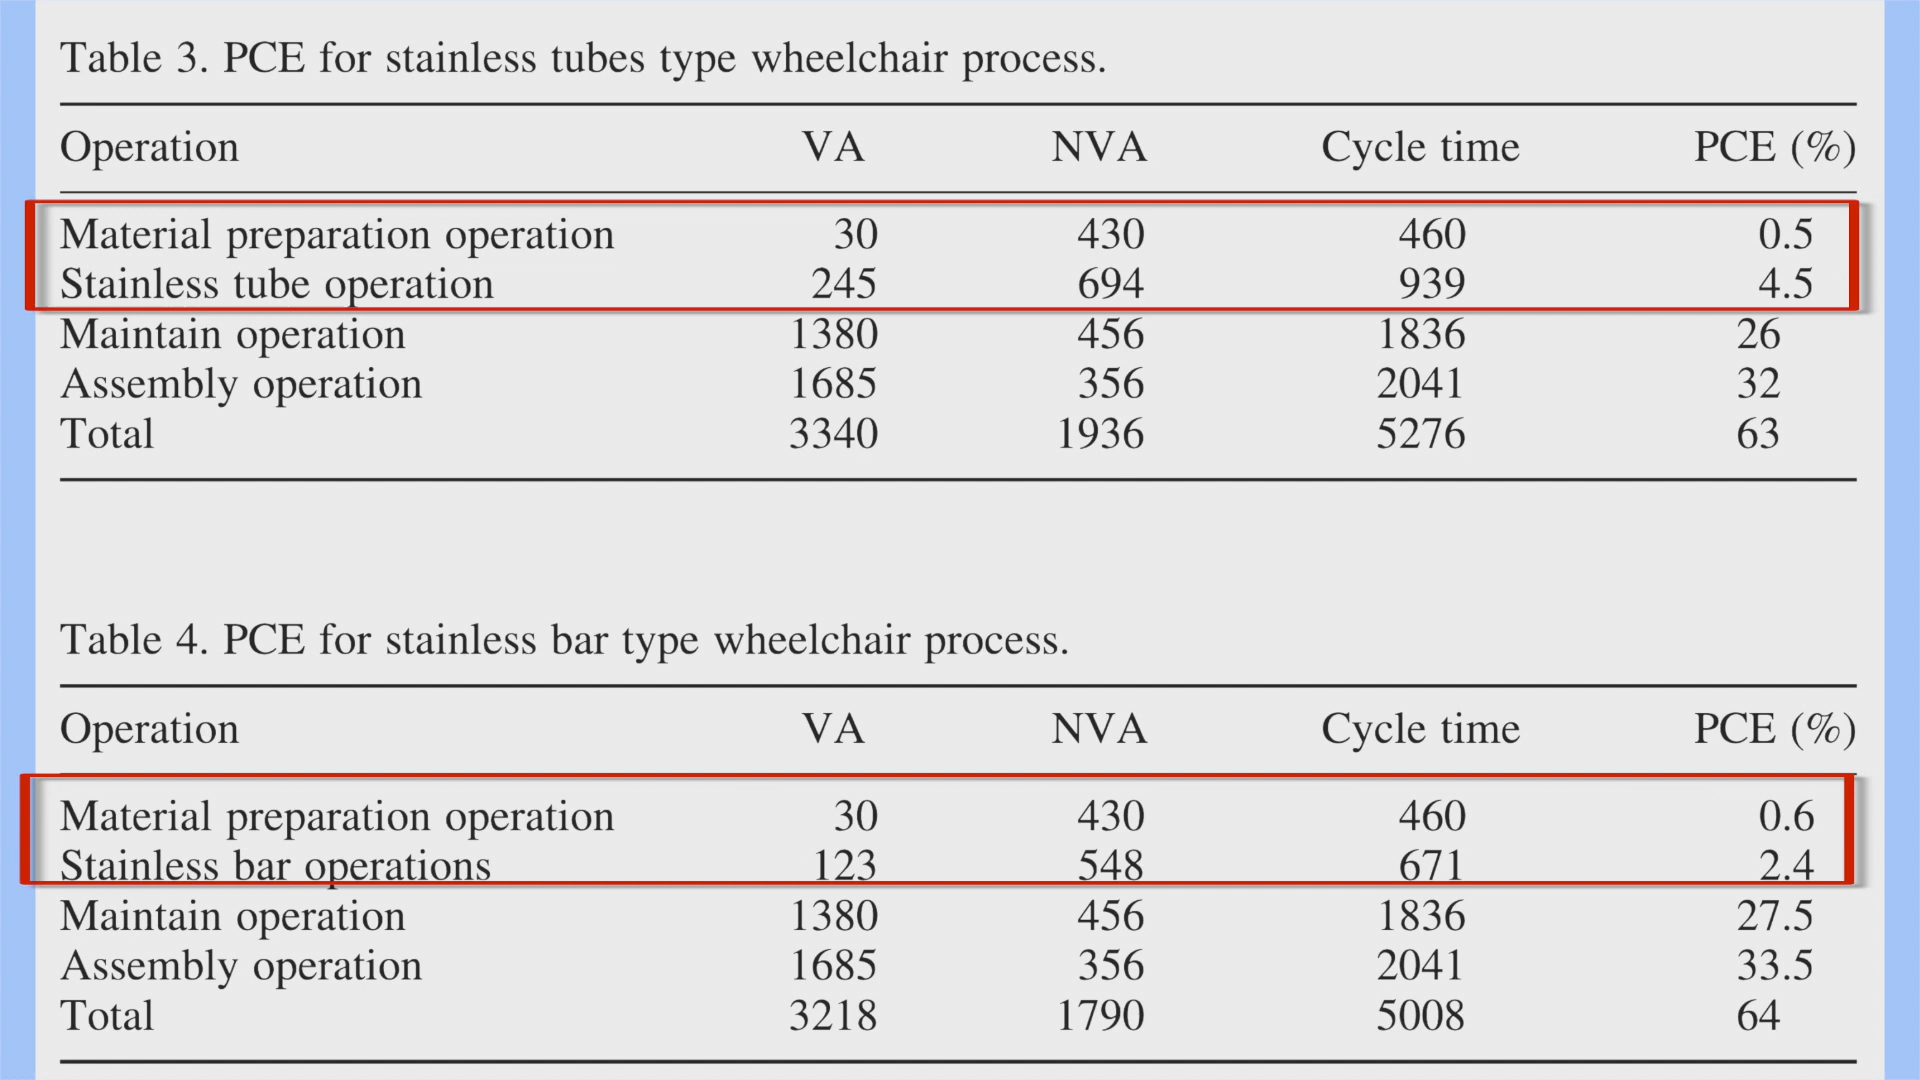 Table 3. PCE for stainless tubes type wheelchair process.
Operation VA NVA Cycle time PCE (%)
Material preparation operation 30 430 460 0.5
Stainless tube operation 245 694 939 4.5
Maintain operation 1380 456 1836 26
Assembly operation 1685 356 2041 32
Total 3340 1936 5276 63
Table 4. PCE for stainless bar type wheelchair process.
Operation VA NVA Cycle time PCE (%)
Material preparation operation 30 430 460 0.6
Stainless bar operations 123 548 671 2.4
Maintain operation 1380 456 1836 27.5
Assembly operation 1685 356 2041 33.5
Total 3218 1790 5008 64